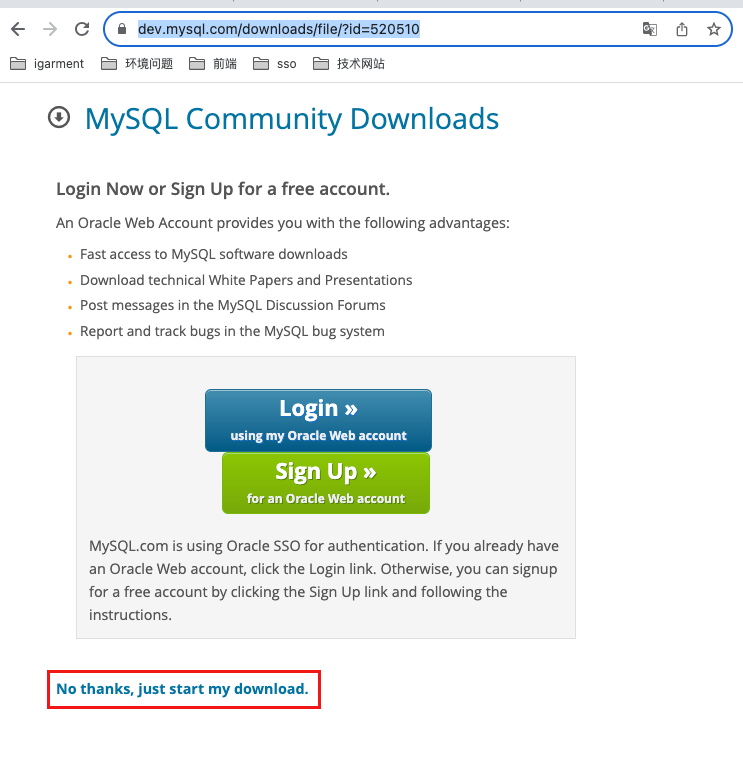 dev.mysql.com/downloads/file/?id=520510
igarment 环境问题 前端 sso 技术网站
MySQL Community Downloads
Login Now or Sign Up for a free account.
An Oracle Web Account provides you with the following advantages:
Fast access to MySQL software downloads
Download technical White Papers and Presentations
Post messages in the MySQL Discussion Forums
Report and track bugs in the MySQL bug system
Login »
using my Oracle Web account
Sign Up »
for an Oracle Web account
MySQL.com is using Oracle SSO for authentication. If you already have
an Oracle Web account, click the Login link. Otherwise, you can signup
for a free account by clicking the Sign Up link and following the
instructions.
No thanks, just start my download.